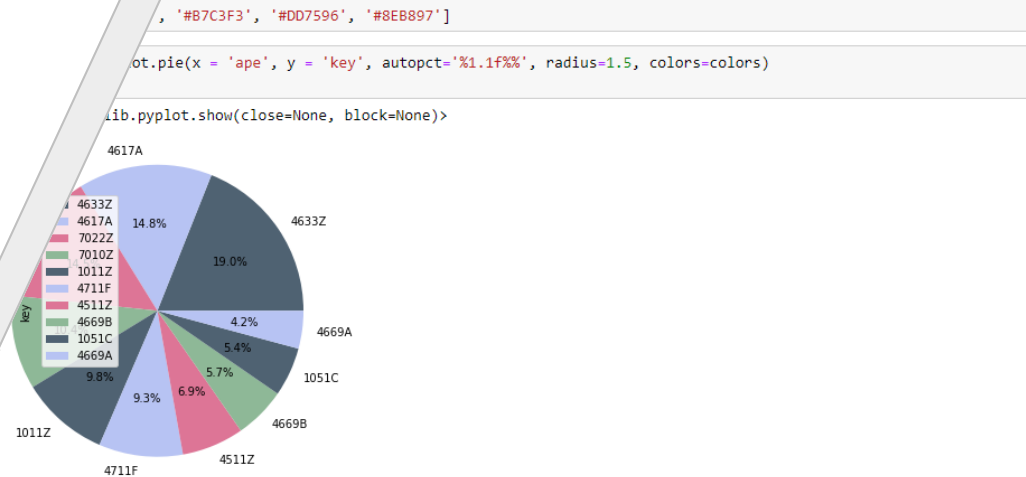 , '#B7C3F3', '#DD7596', '#8EB897']
ot.pie(x = 'ape', y = 'key', autopct='%1.1f%%', radius=1.5, colors=colors)
lib.pyplot.show(close=None, block=None)>
4617A
4633Z
4617A
7022Z
7010Z
1011Z
4711F
4511Z
4669B
1051C
4669A
key
14.8%
4633Z
19.0%
4.2%
4669A
5.4%
1051C
5.7%
4669B
6.9%
4511Z
9.3%
4711F
9.8%
1011Z